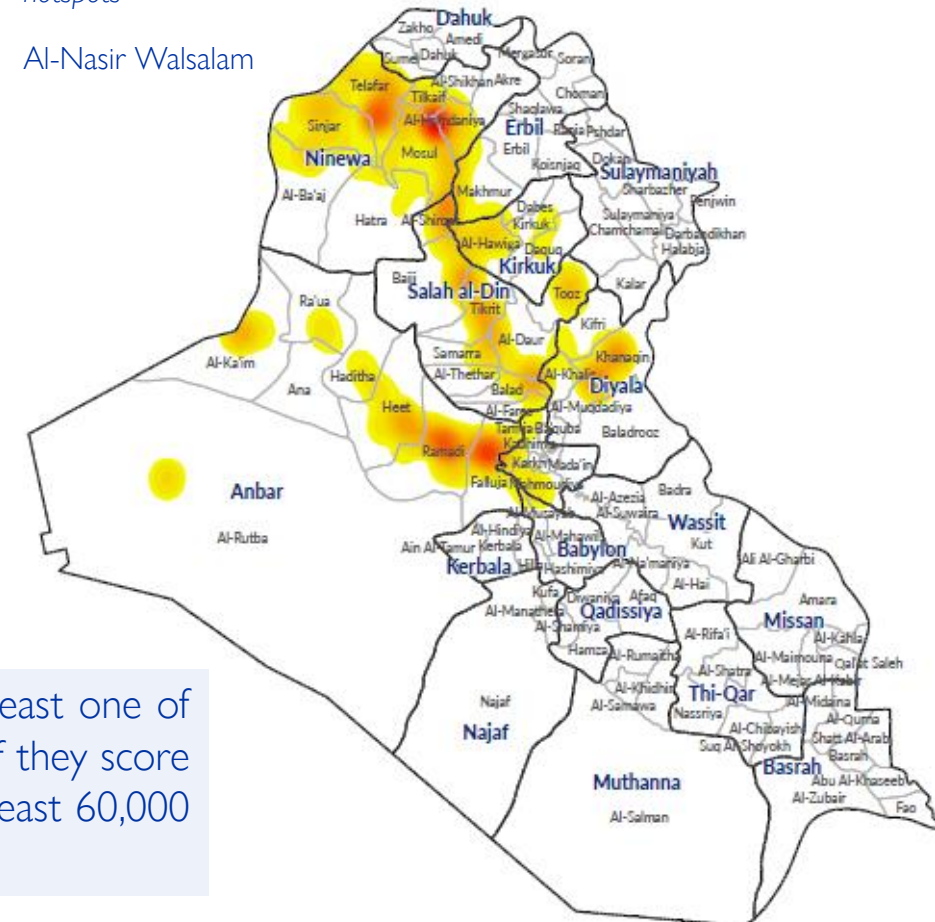 hotspots
Al-Nasir Walsalam
Dahuk
Zakho
Amedi
Sumel
Dahuk
Mergasur
Soran
Al-Shikhan
Akre
Telafar
Tilkaif
Choman
Al-Hamdaniya
Shaqlawa
Sinjar
Erbil
Rania
Pshdar
Mosul
Erbil
Ninewa
Koisnjaq
Dokan
Sulaymaniyah
Sharbazher
Al-Ba'aj
Makhmur
Penjwin
Dabes
Sulaymaniya
Hatra
Kirkuk
Chamchamal
Darbandikhan
Al-Hawiga
Daquq
Halabja
Kirkuk
Baiji
Kalar
Salah al-Din
Tooz
Ra'ua
Tikrit
Kifri
Al-Daur
Samarra
Khanaqin
Al-Ka'im
Haditha
Al-Thethar
Diyala
Ana
Balad
Heet
Al-Muqdadiya
Baladrooz
Ramadi
Karkh
Mada'in
Falluja
Mahmoudiya
Badra
Anbar
Al-Azezia
Al-Suwaira
Wassit
Al-Musayab
Al-Rutba
Al-Hindiya
Al-Mahawil
Kut
Ain Al-Tamur
Kerbala
Babylon
Ali Al-Gharbi
Kerbala
Hashimiya
Al-Na'maniya
Al-Hai
Kufa
Diwaniya
Afaq
Amara
Al-Manathera
Qadissiya
Missan
Al-Shamiya
Al-Rifa'i
Al-Kahla
Hamza
Al-Rumaitha
Al-Maimouna
Qal'at Saleh
Al-Shatra
Al-Mejar Al-Kabir
Al-Khidhir
Thi-Qar
Al-Midaina
Najaf
Al-Samawa
Nassriya
Al-Qurna
Najaf
Al-Chibayish
Shatt Al-Arab
Suq Al-Shoyokh
Basrah
Basrah
Muthanna
Abu Al-Khaseeb
Al-Zubair
Fao
Al-Salman
east one of
f they score
east 60,000